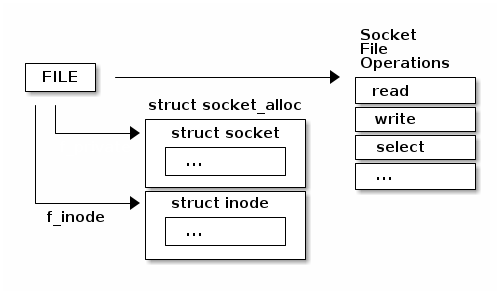 Socket
File
Operations
FILE
read
write
select
...
struct socket_alloc
struct socket
...
struct inode
...
f_inode